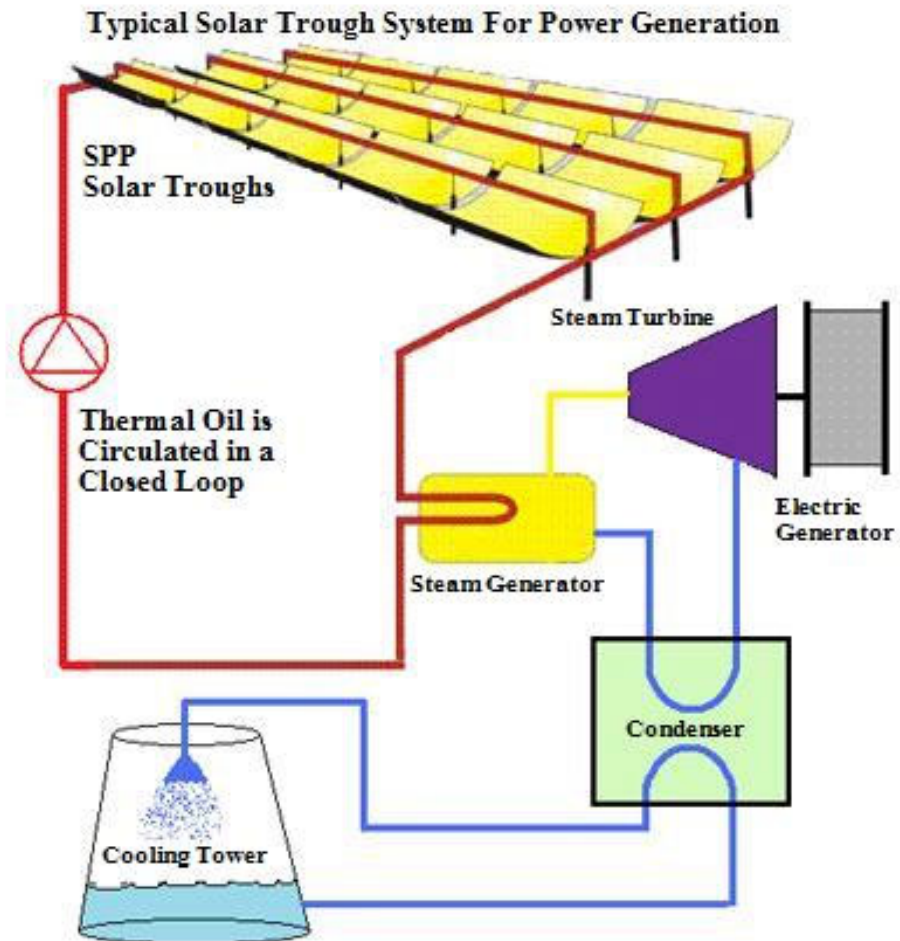 Typical Solar Trough System For Power Generation
SPP
Solar Troughs
Steam Turbine
Thermal Oil is
Circulated in a
Closed Loop
Electric
Generator
Steam Generator
Condenser
Cooling Tower